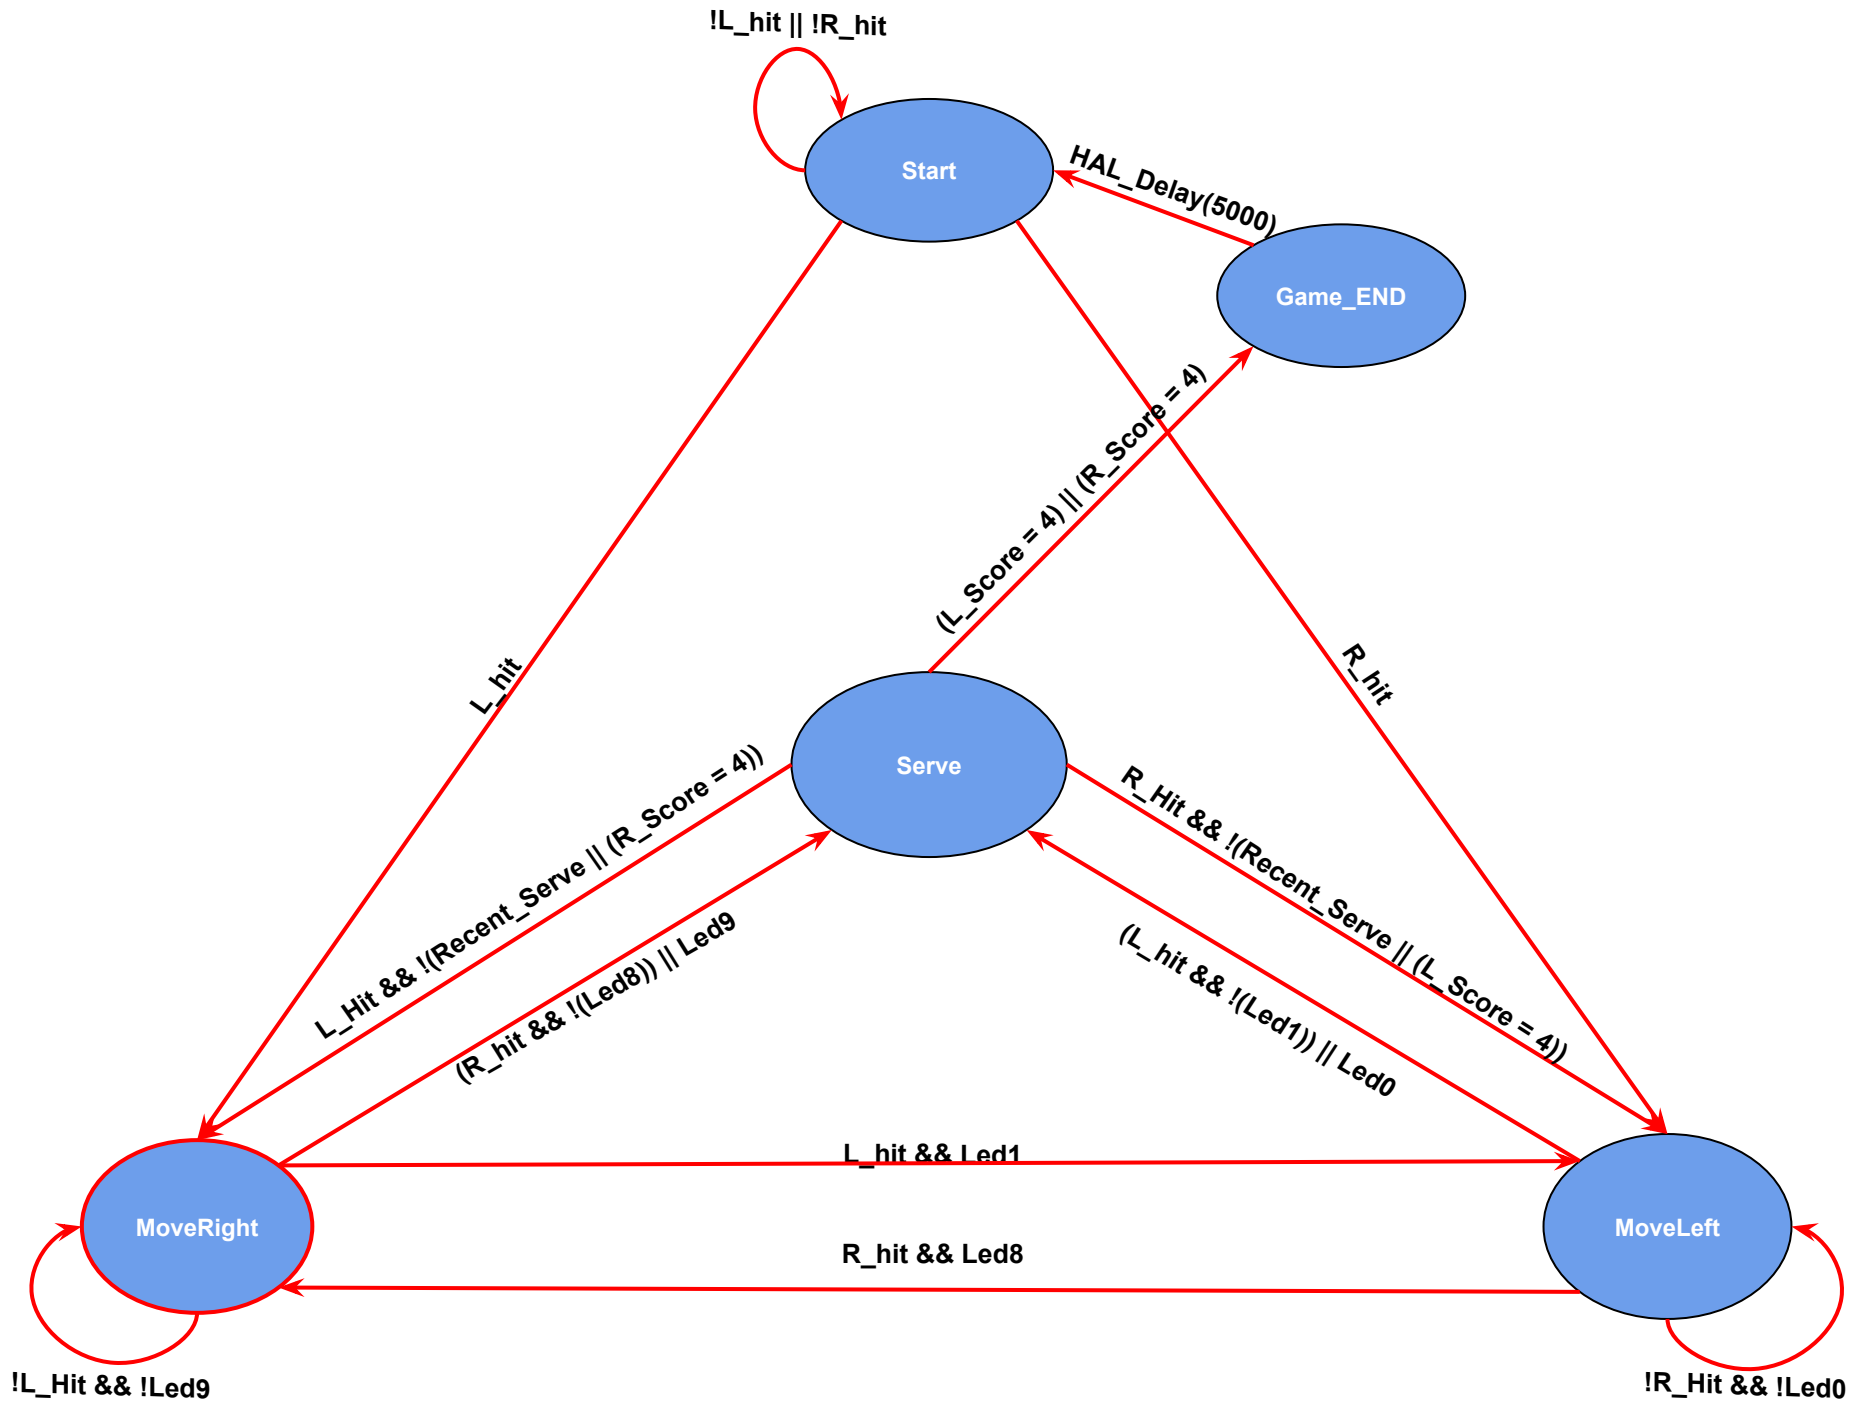 !L_hit || !R_hit
Start
HAL_Delay(5000)
Game_END
(L_Score = 4) || (R_Score = 4)
L_hit
R_hit
Serve
L_Hit && !(Recent_Serve || (R_Score = 4))
R_Hit && !(Recent_Serve || (L_Score = 4))
(R_hit && !(Led8)) || Led9
(L_hit && !(Led1)) || Led0
L_hit && Led1
MoveRight
MoveLeft
R_hit && Led8
!L_Hit && !Led9
!R_Hit && !Led0